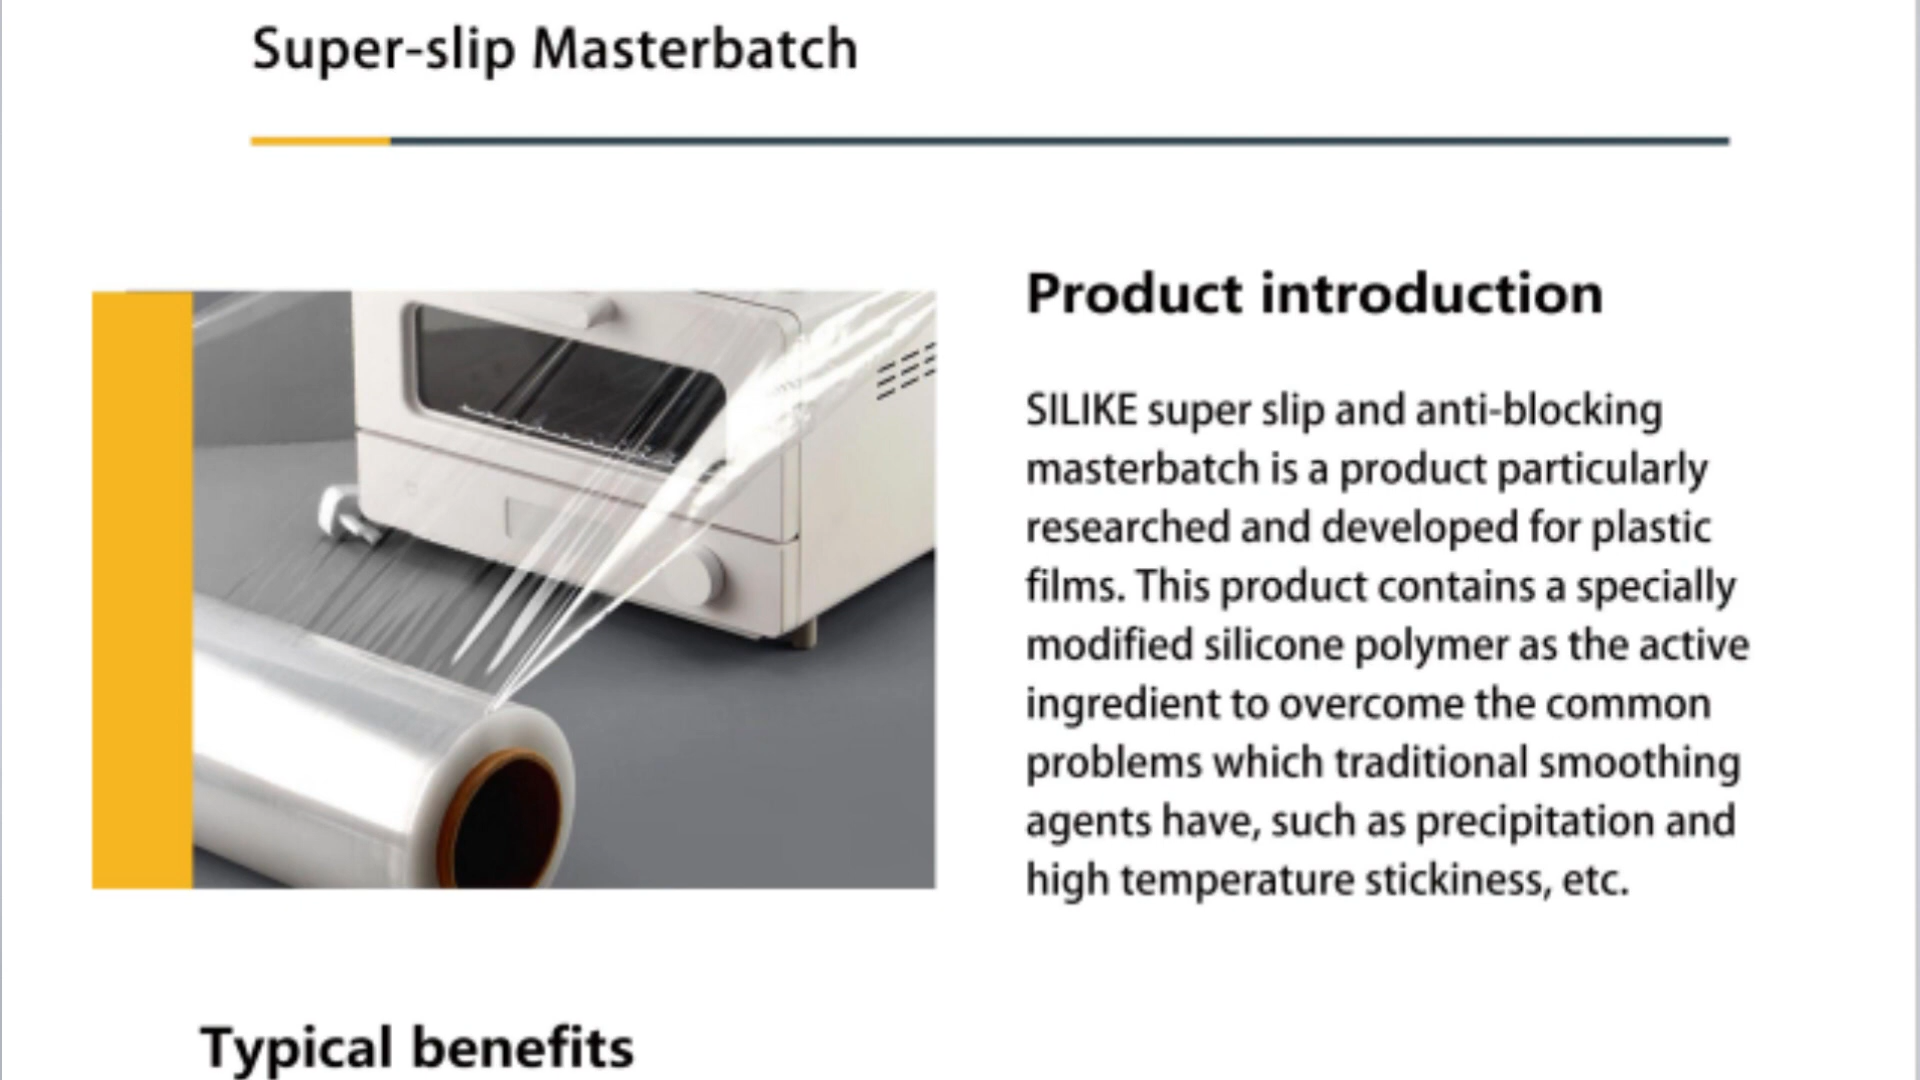 Super-slip Masterbatch
Product introduction
SILIKE super slip and anti-blocking
masterbatch is a product particularly
researched and developed for plastic
films. This product contains a specially
modified silicone polymer as the active
ingredient to overcome the common
problems which traditional smoothing
agents have, such as precipitation and
high temperature stickiness, etc.
Typical benefits